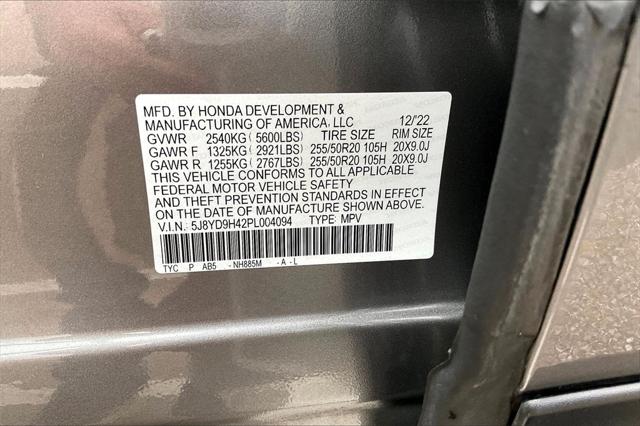 MFD. BY HONDA DEVELOPMENT &
MANUFACTURING OF AMERICA, LLC 12/'22
GVWR 2540KG ( 5600LBS) TIRE SIZE RIM SIZE
GAWR F 1325KG ( 2921LBS) 255/50R20 105H 20X9.0J
GAWR R 1255KG ( 2767LBS) 255/50R20 105H 20X9.0J
THIS VEHICLE CONFORMS TO ALL APPLICABLE
FEDERAL MOTOR VEHICLE SAFETY
AND THEFT PREVENTION STANDARDS IN EFFECT
ON THE DATE OF MANUFACTURE SHOWN ABOVE.
V.I.N.: 5J8YD9H42PL004094 TYPE: MPV
TYC P AB5 -NH885M -A -L